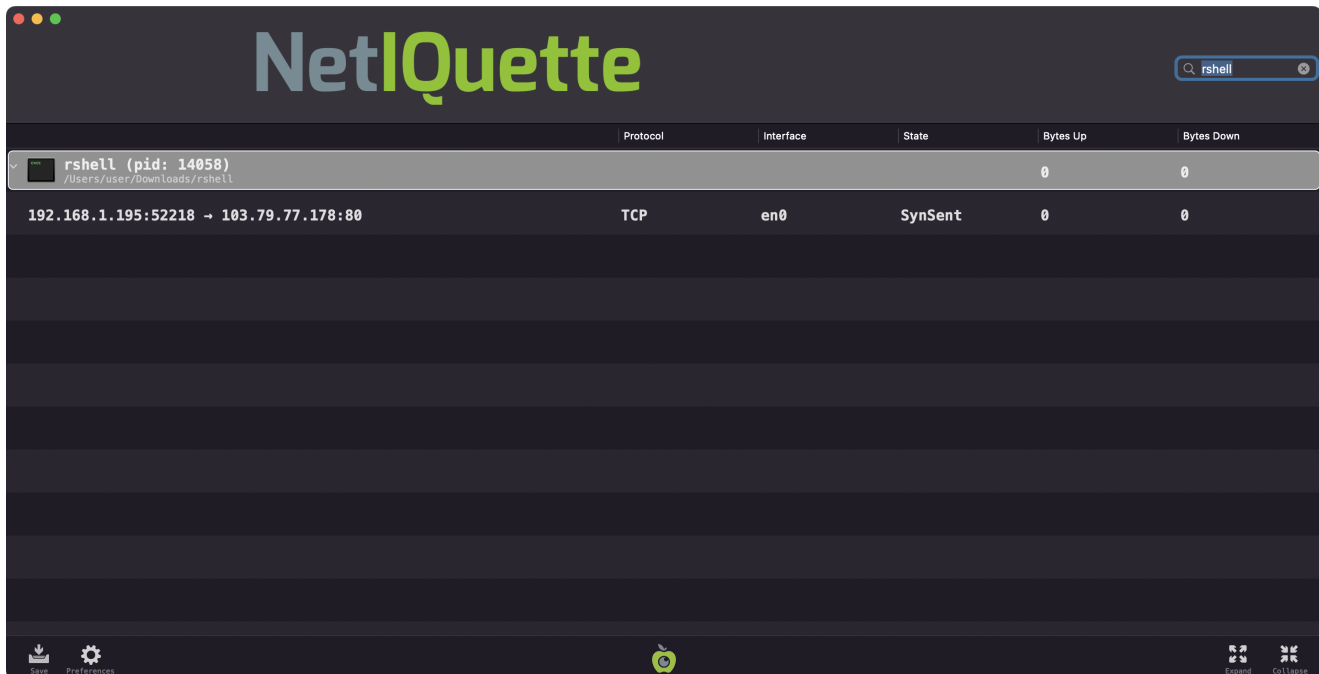 NetIQuette
rshell
Protocol Interface State Bytes Up Bytes Down
rshell (pid: 14058) 0 0
/Users/user/Downloads/rshell
192.168.1.195:52218 → 103.79.77.178:80 TCP en0 SynSent 0 0
Save Preferences Expand Collapse